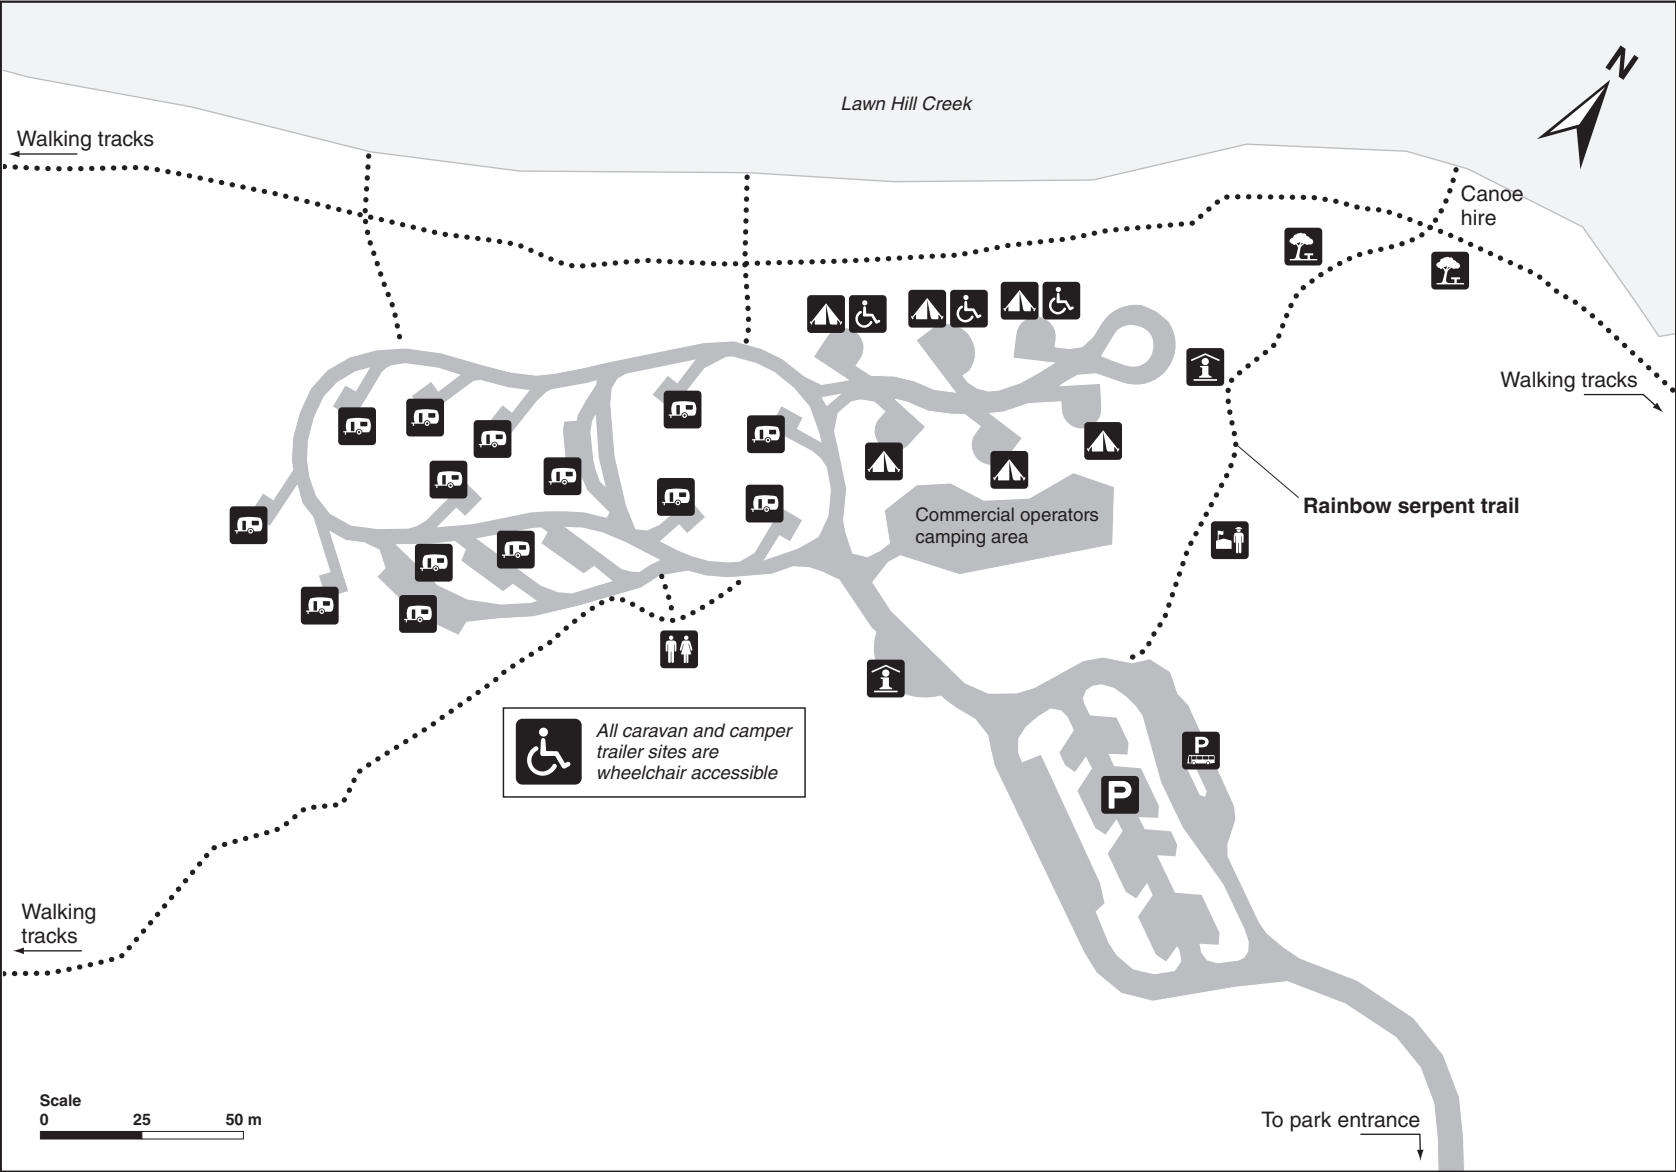 N
Lawn Hill Creek
Walking tracks
Canoe
hire
Walking tracks
Rainbow serpent trail
Commercial operators
camping area
All caravan and camper
trailer sites are
wheelchair accessible
P
P
Walking
tracks
Scale
0 25 50 m
To park entrance